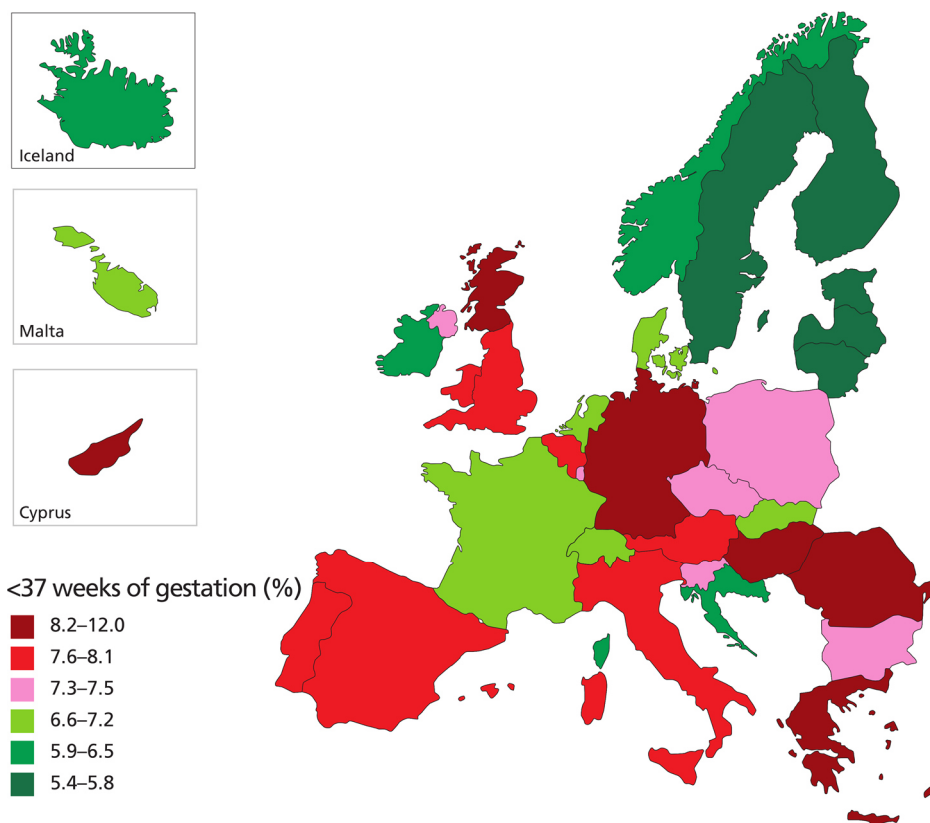 Iceland
Malta
Cyprus
<37 weeks of gestation (%)
8.2–12.0
7.6–8.1
7.3–7.5
6.6–7.2
5.9–6.5
5.4–5.8